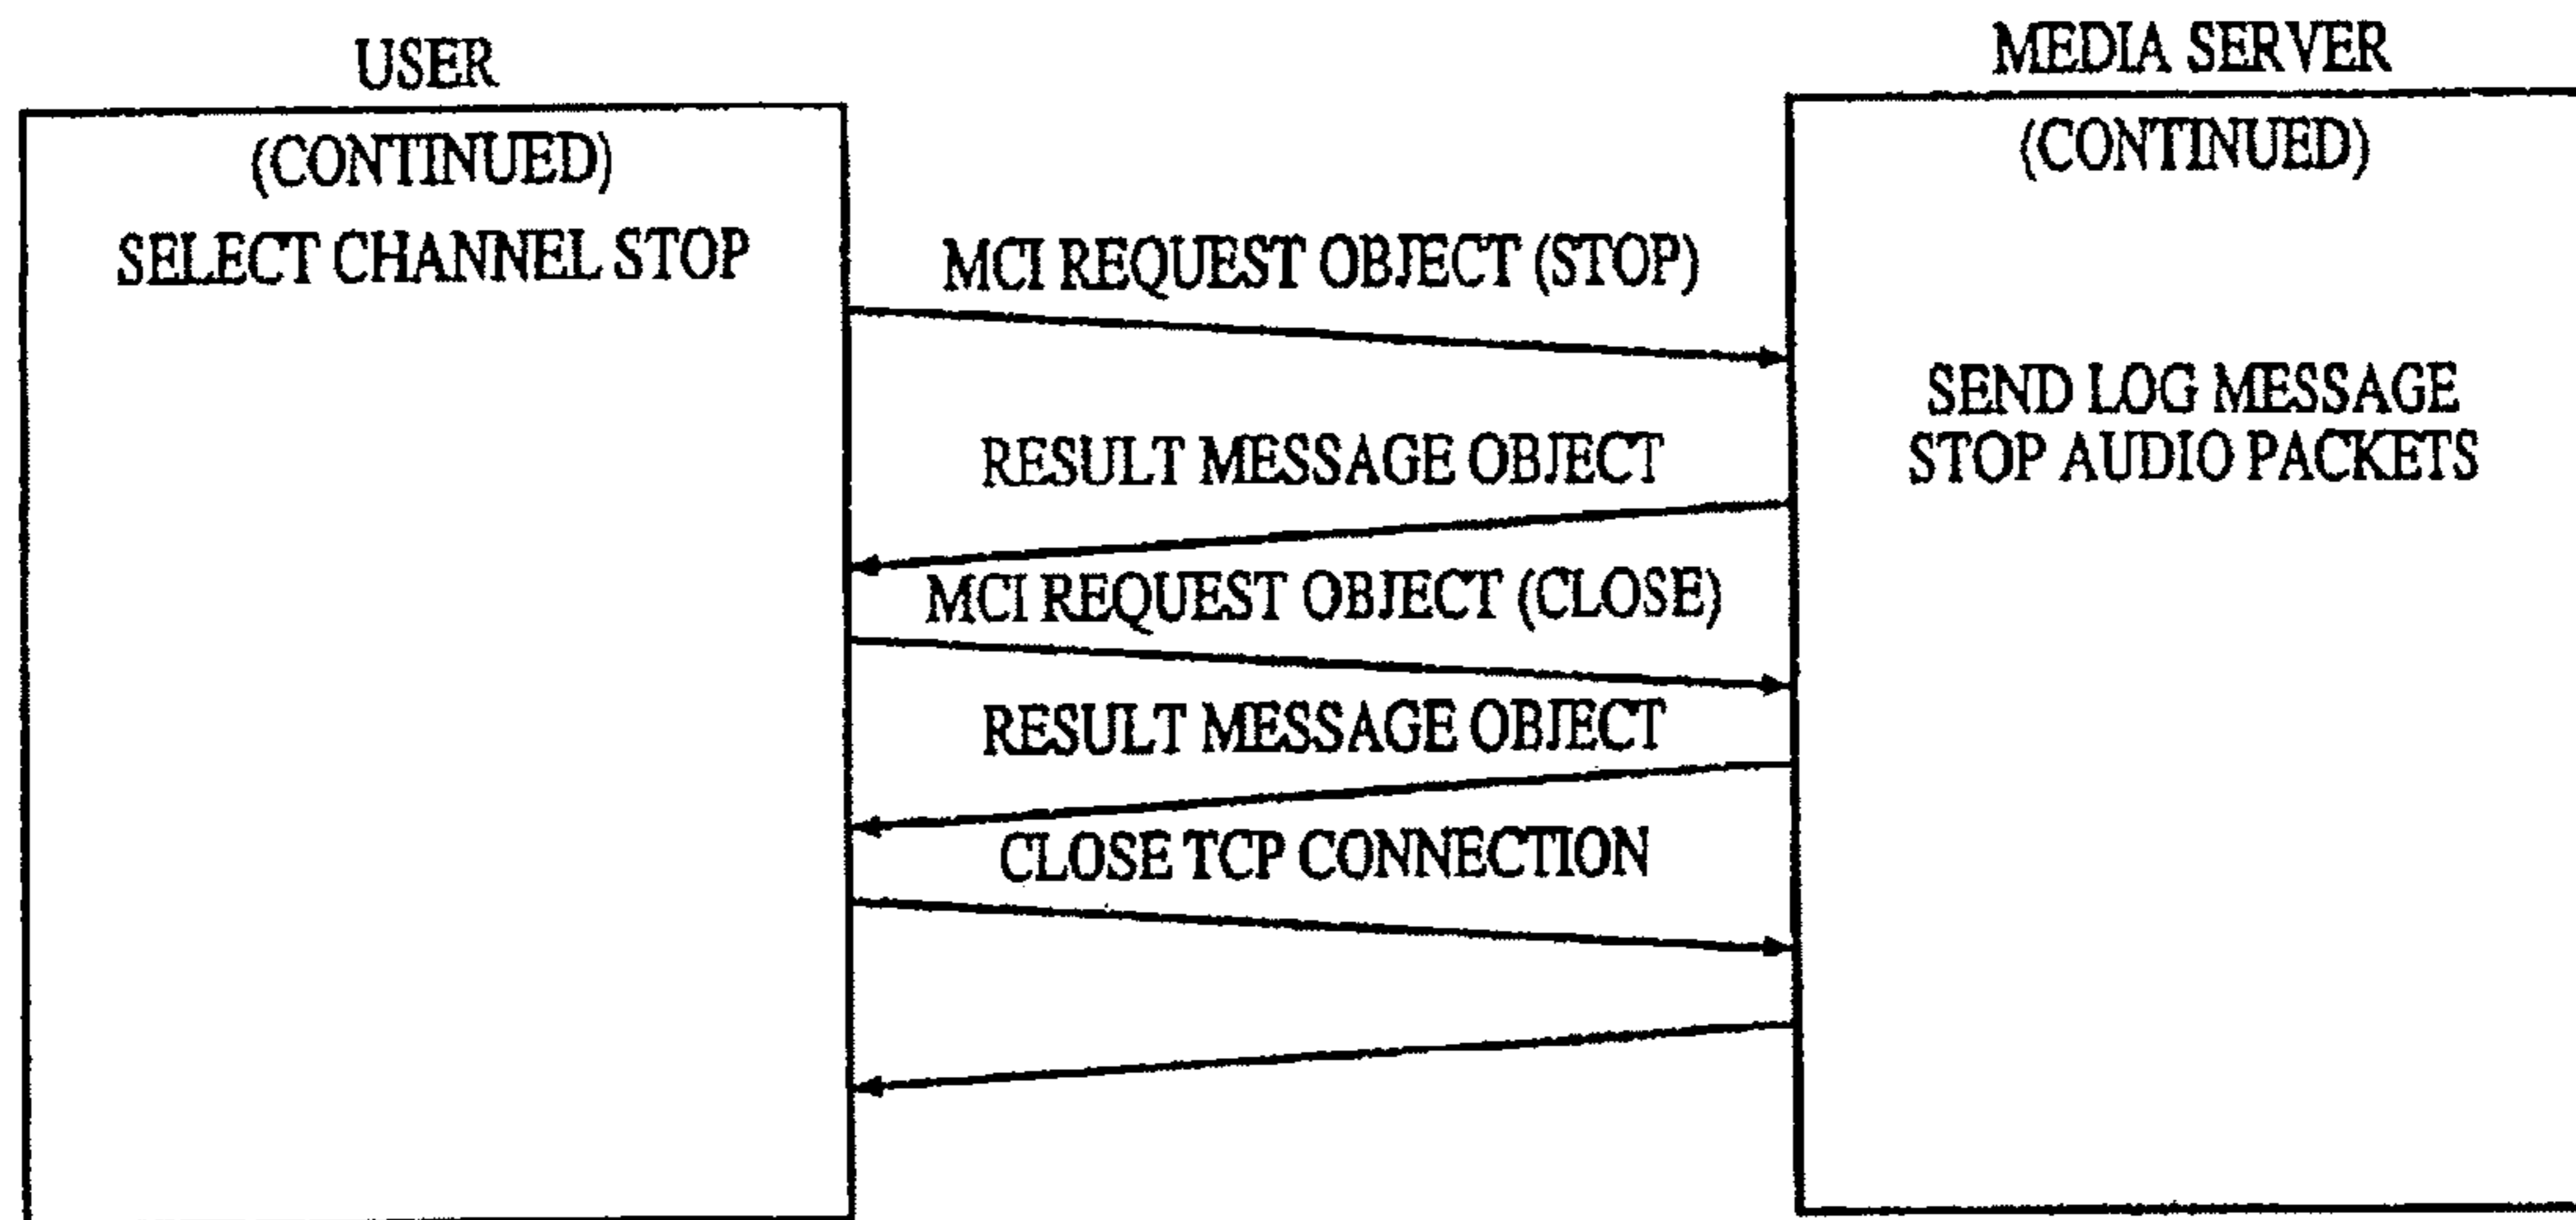 USER
(CONTINUED)
SELECT CHANNEL STOP
MEDIA SERVER
(CONTINUED)
MCI REQUEST OBJECT (STOP)
SEND LOG MESSAGE
STOP AUDIO PACKETS
RESULT MESSAGE OBJECT
MCI REQUEST OBJECT (CLOSE)
RESULT MESSAGE OBJECT
CLOSE TCP CONNECTION